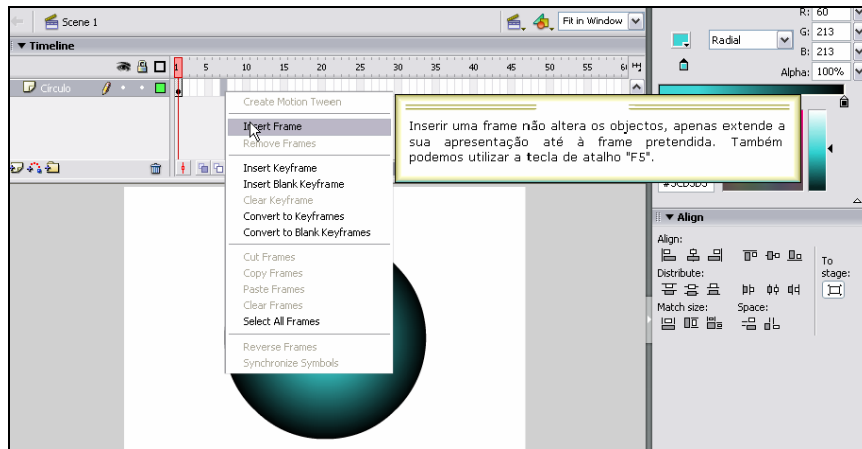 Scene 1
Fit in Window
Timeline
1 5 10 15 20 25 30 35 40 45 50 55
Círculo
Create Motion Tween
Insert Frame
Remove Frames
Insert Keyframe
Insert Blank Keyframe
Clear Keyframe
Convert to Keyframes
Convert to Blank Keyframes
Cut Frames
Copy Frames
Paste Frames
Clear Frames
Select All Frames
Reverse Frames
Synchronize Symbols
Inserir uma frame não altera os objectos, apenas extende a
sua apresentação até à frame pretendida. Também
podemos utilizar a tecla de atalho "F5".
Radial
R: 60
G: 213
B: 213
Alpha: 100%
Align
Align:
To
stage:
Distribute:
Match size: Space: